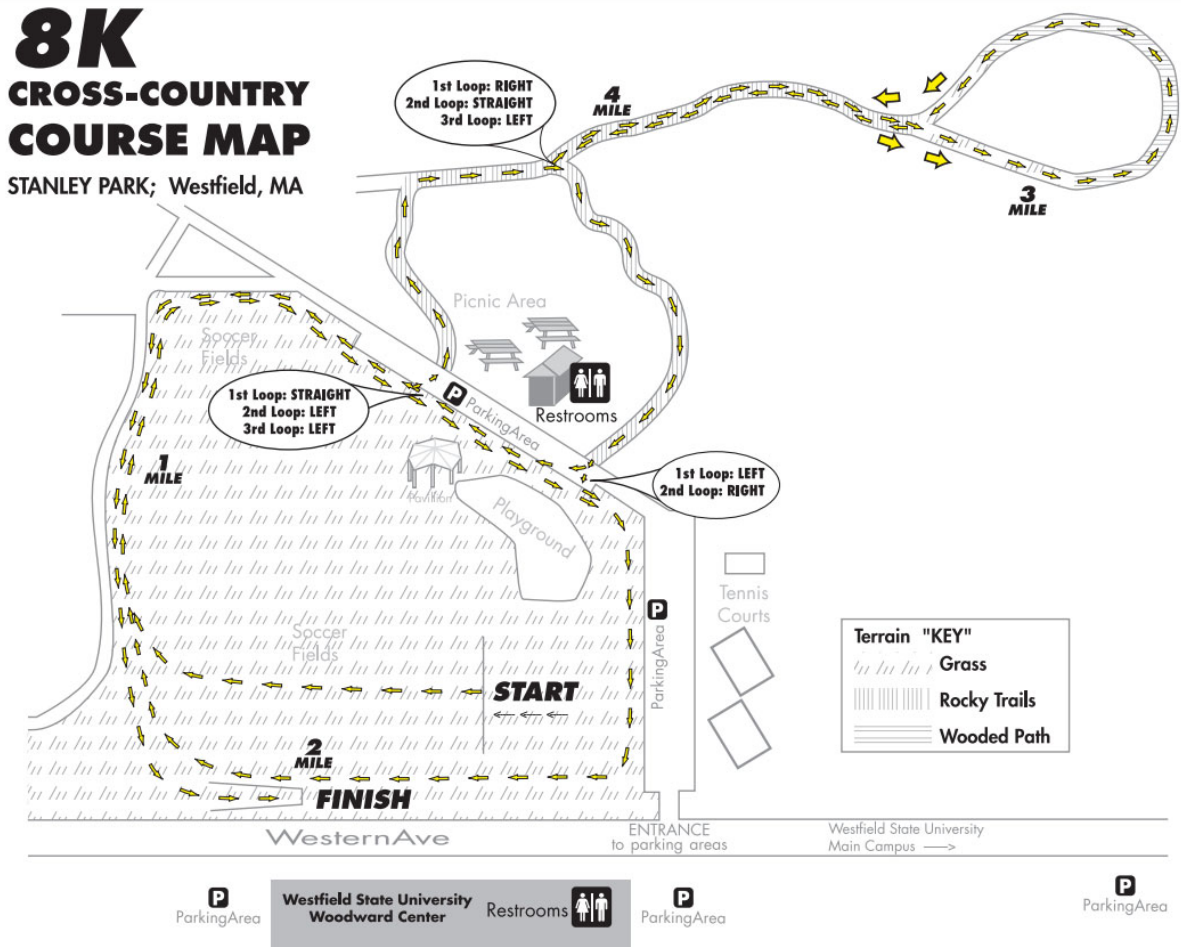 8K
CROSS-COUNTRY
COURSE MAP
STANLEY PARK; Westfield, MA
1st Loop: RIGHT
2nd Loop: STRAIGHT
3rd Loop: LEFT
4
MILE
3
MILE
Picnic Area
Soccer
Fields
1st Loop: STRAIGHT
2nd Loop: LEFT
3rd Loop: LEFT
P
ParkingArea
Restrooms
1
MILE
Pavilion
1st Loop: LEFT
2nd Loop: RIGHT
Playground
Tennis
Courts
P
ParkingArea
Soccer
Fields
START
Terrain "KEY"
Grass
Rocky Trails
Wooded Path
2
MILE
FINISH
WesternAve
ENTRANCE
to parking areas
Westfield State University
Main Campus
P
ParkingArea
Westfield State University
Woodward Center
Restrooms
P
ParkingArea
P
ParkingArea